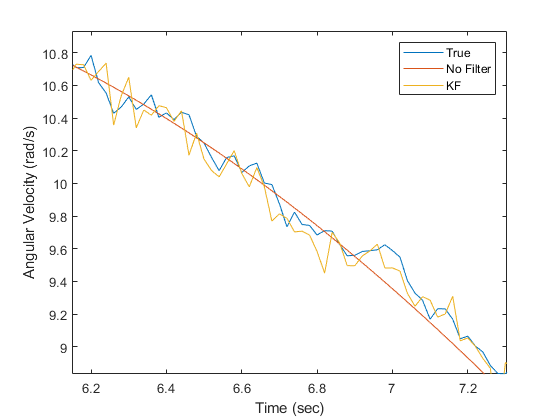 True
No Filter
KF
10.8
10.6
10.4
10.2
10
9.8
9.6
9.4
9.2
9
Angular Velocity (rad/s)
6.2 6.4 6.6 6.8 7 7.2
Time (sec)